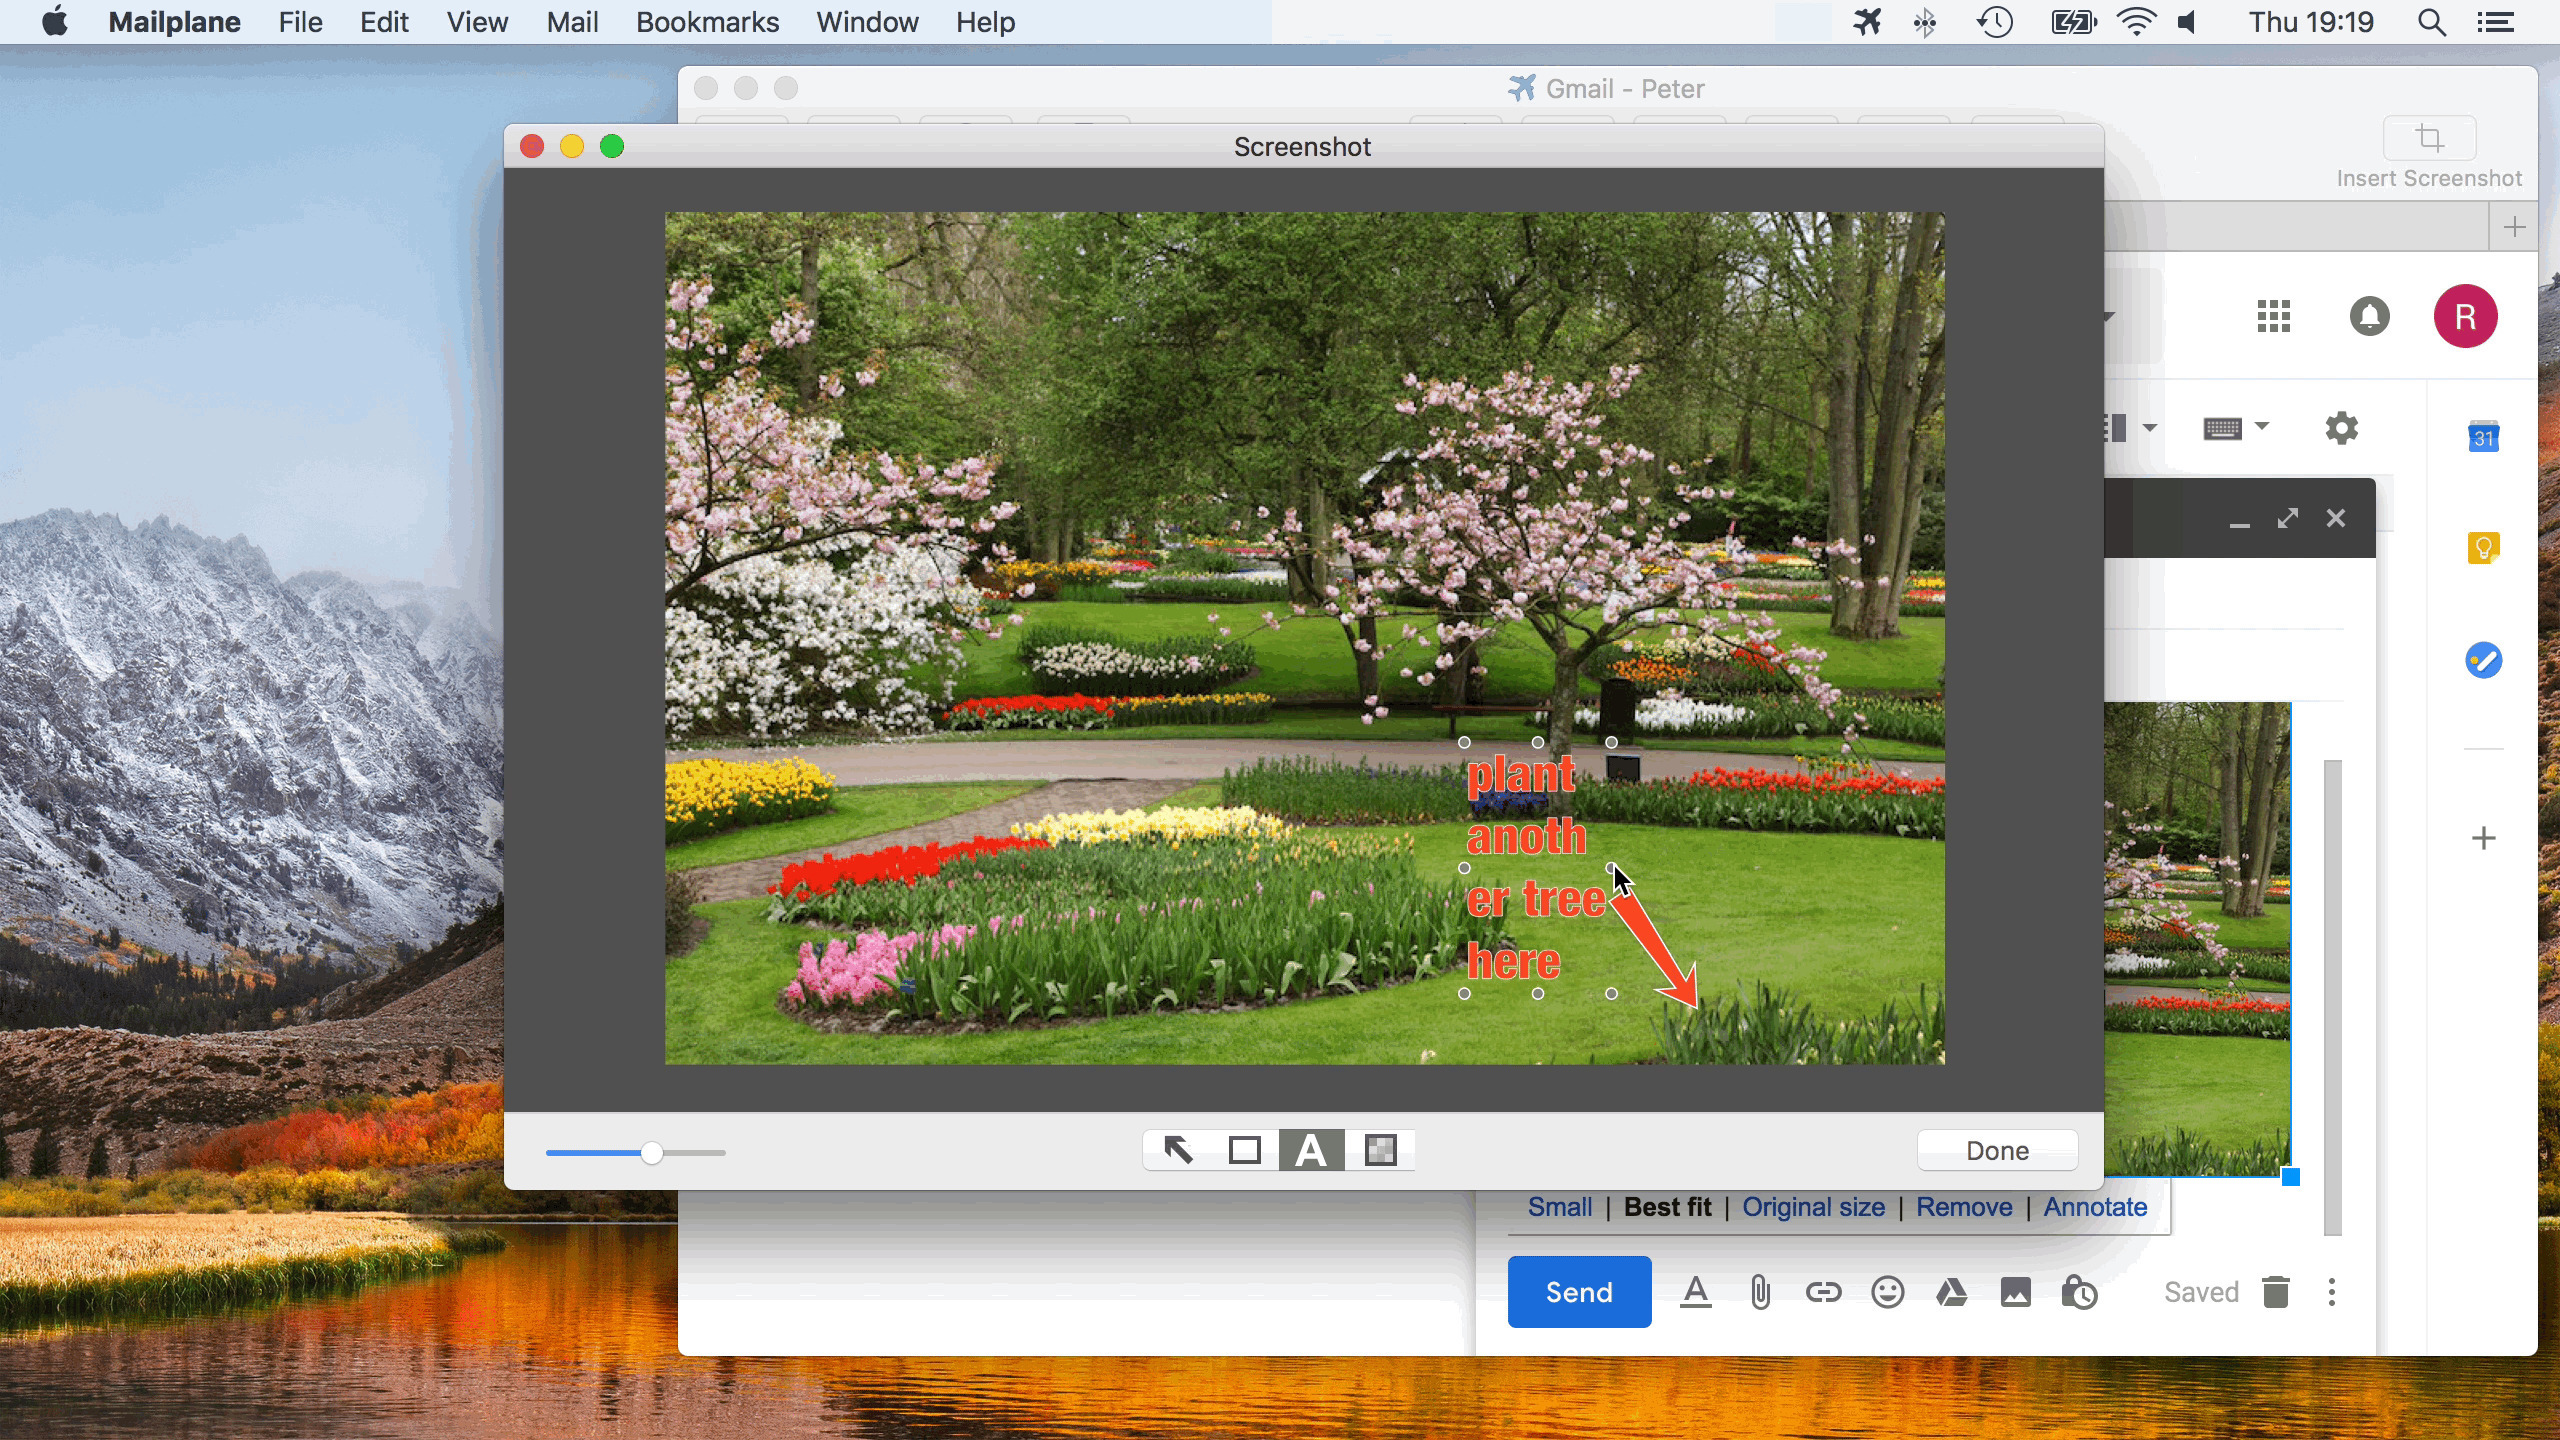 Mailplane File Edit View Mail Bookmarks Window Help Thu 19:19
Gmail - Peter
Screenshot
Insert Screenshot
R
31
plant
anoth
er tree
here
A
Done
Small | Best fit | Original size | Remove | Annotate
Send A Saved